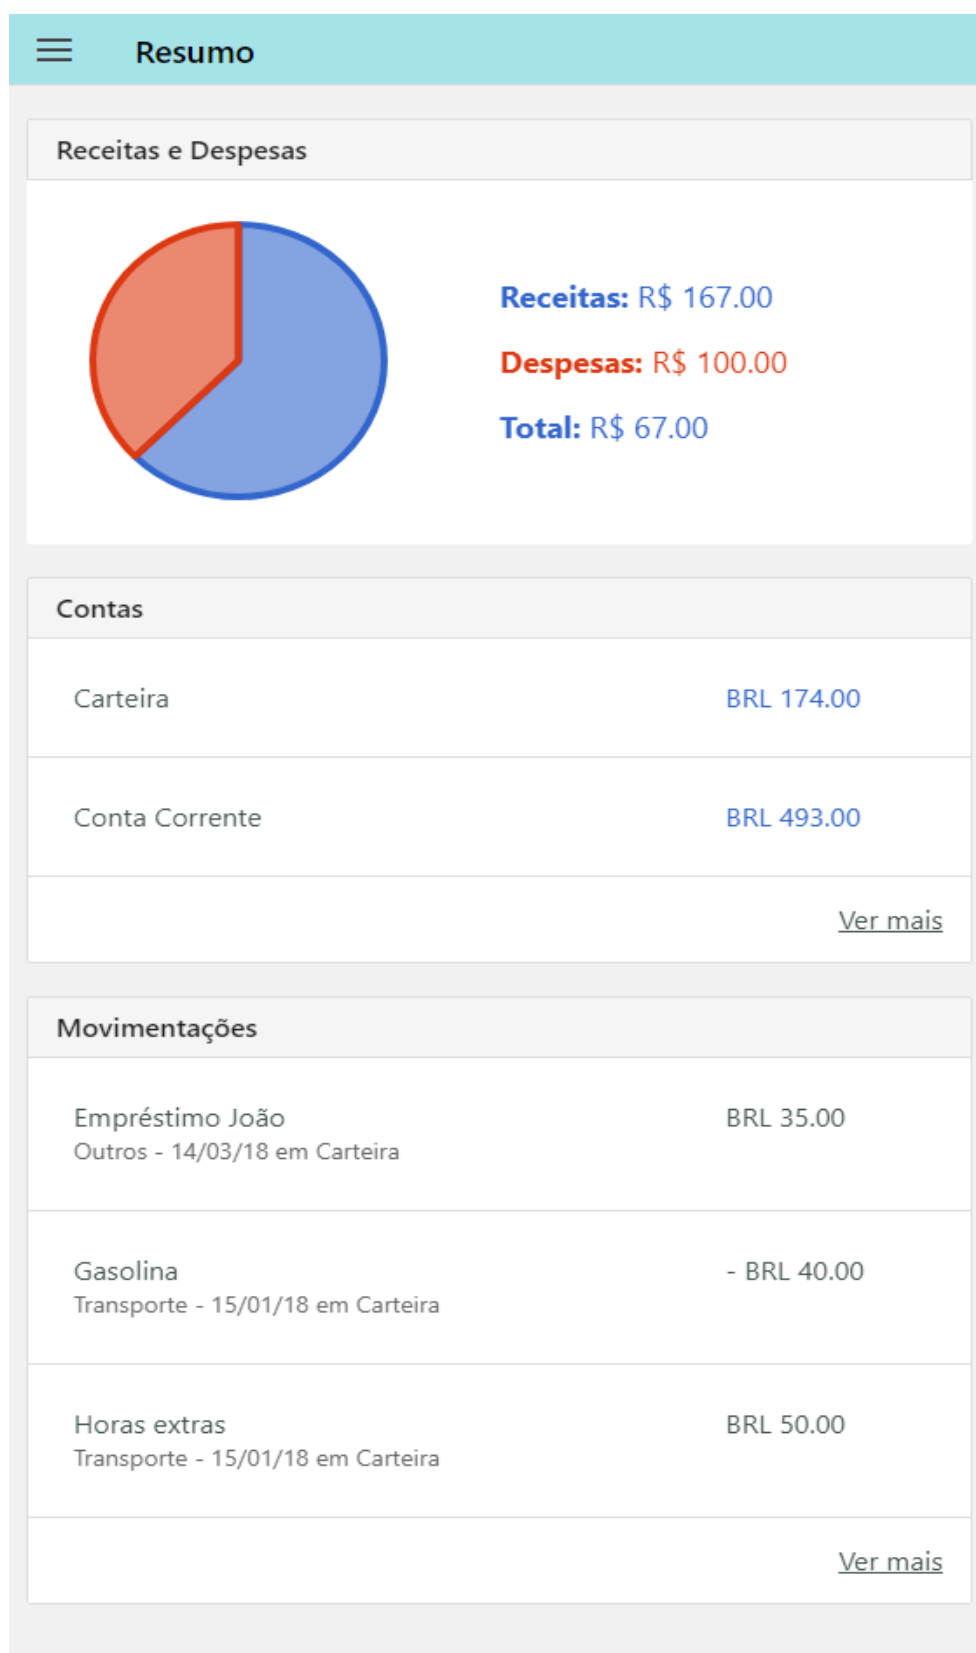 Resumo
Receitas e Despesas
Receitas: R$ 167.00
Despesas: R$ 100.00
Total: R$ 67.00
Contas
Carteira BRL 174.00
Conta Corrente BRL 493.00
Ver mais
Movimentações
Empréstimo João BRL 35.00
Outros - 14/03/18 em Carteira
Gasolina - BRL 40.00
Transporte - 15/01/18 em Carteira
Horas extras BRL 50.00
Transporte - 15/01/18 em Carteira
Ver mais